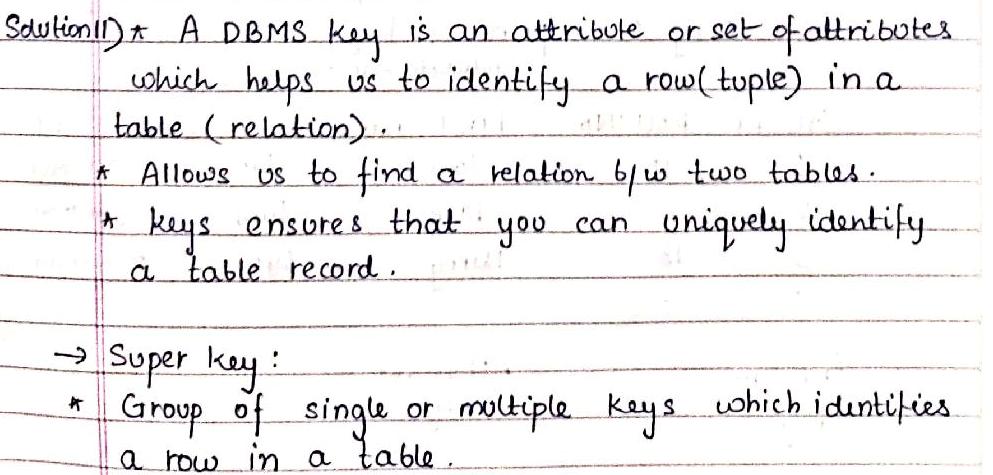 Solution 11) * A DBMS key is an attribute or set of attributes
which helps us to identify a row(tuple) in a
table (relation).
* Allows us to find a relation b/w two tables.
* keys ensures that you can uniquely identify
a table record.
→ Super key :
* Group of single or multiple keys which identifies
a row in a table.